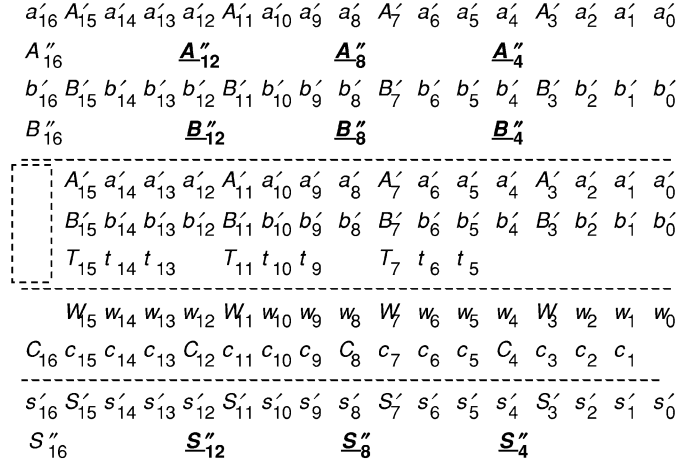 a′16 A′15 a′14 a′13 a′12 A′11 a′10 a′9 a′8 A′7 a′6 a′5 a′4 A′3 a′2 a′1 a′0
A″16 A″12 A″8 A″4
b′16 B′15 b′14 b′13 b′12 B′11 b′10 b′9 b′8 B′7 b′6 b′5 b′4 B′3 b′2 b′1 b′0
B″16 B″12 B″8 B″4
A′15 a′14 a′13 a′12 A′11 a′10 a′9 a′8 A′7 a′6 a′5 a′4 A′3 a′2 a′1 a′0
B′15 b′14 b′13 b′12 B′11 b′10 b′9 b′8 B′7 b′6 b′5 b′4 B′3 b′2 b′1 b′0
T15 t14 t13 T11 t10 t9 T7 t6 t5
W15 w14 w13 w12 W11 w10 w9 w8 W7 w6 w5 w4 W3 w2 w1 w0
C16 c15 c14 c13 C12 c11 c10 c9 C8 c7 c6 c5 C4 c3 c2 c1
s′16 S′15 s′14 s′13 s′12 S′11 s′10 s′9 s′8 S′7 s′6 s′5 s′4 S′3 s′2 s′1 s′0
S″16 S″12 S″8 S″4